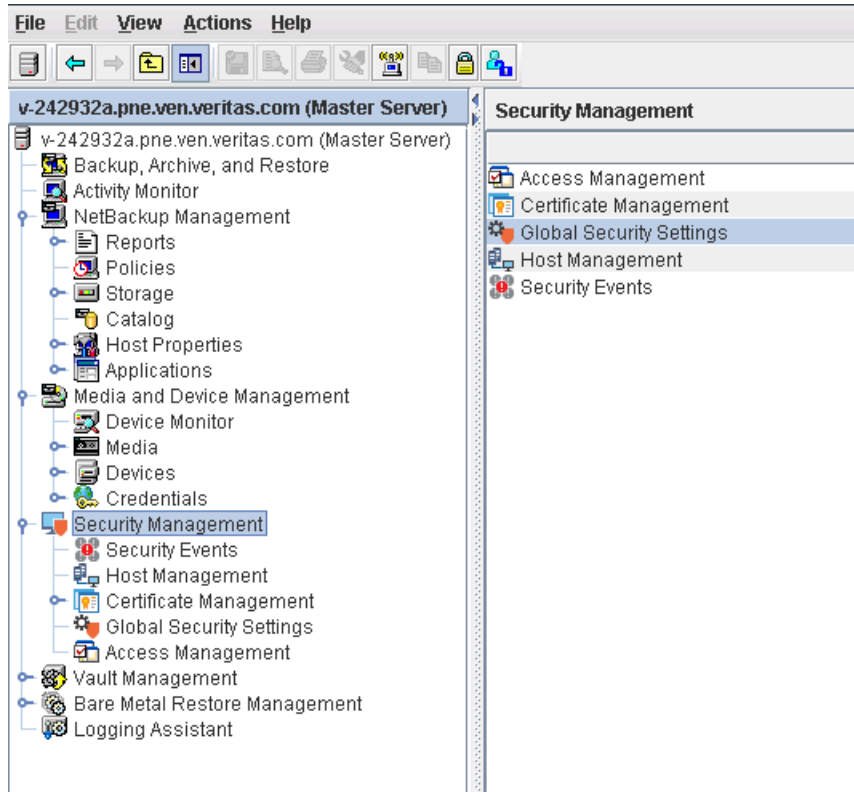 File Edit View Actions Help
v-242932a.pne.ven.veritas.com (Master Server)
v-242932a.pne.ven.veritas.com (Master Server)
Backup, Archive, and Restore
Activity Monitor
NetBackup Management
Reports
Policies
Storage
Catalog
Host Properties
Applications
Media and Device Management
Device Monitor
Media
Devices
Credentials
Security Management
Security Events
Host Management
Certificate Management
Global Security Settings
Access Management
Vault Management
Bare Metal Restore Management
Logging Assistant
Security Management
Access Management
Certificate Management
Global Security Settings
Host Management
Security Events